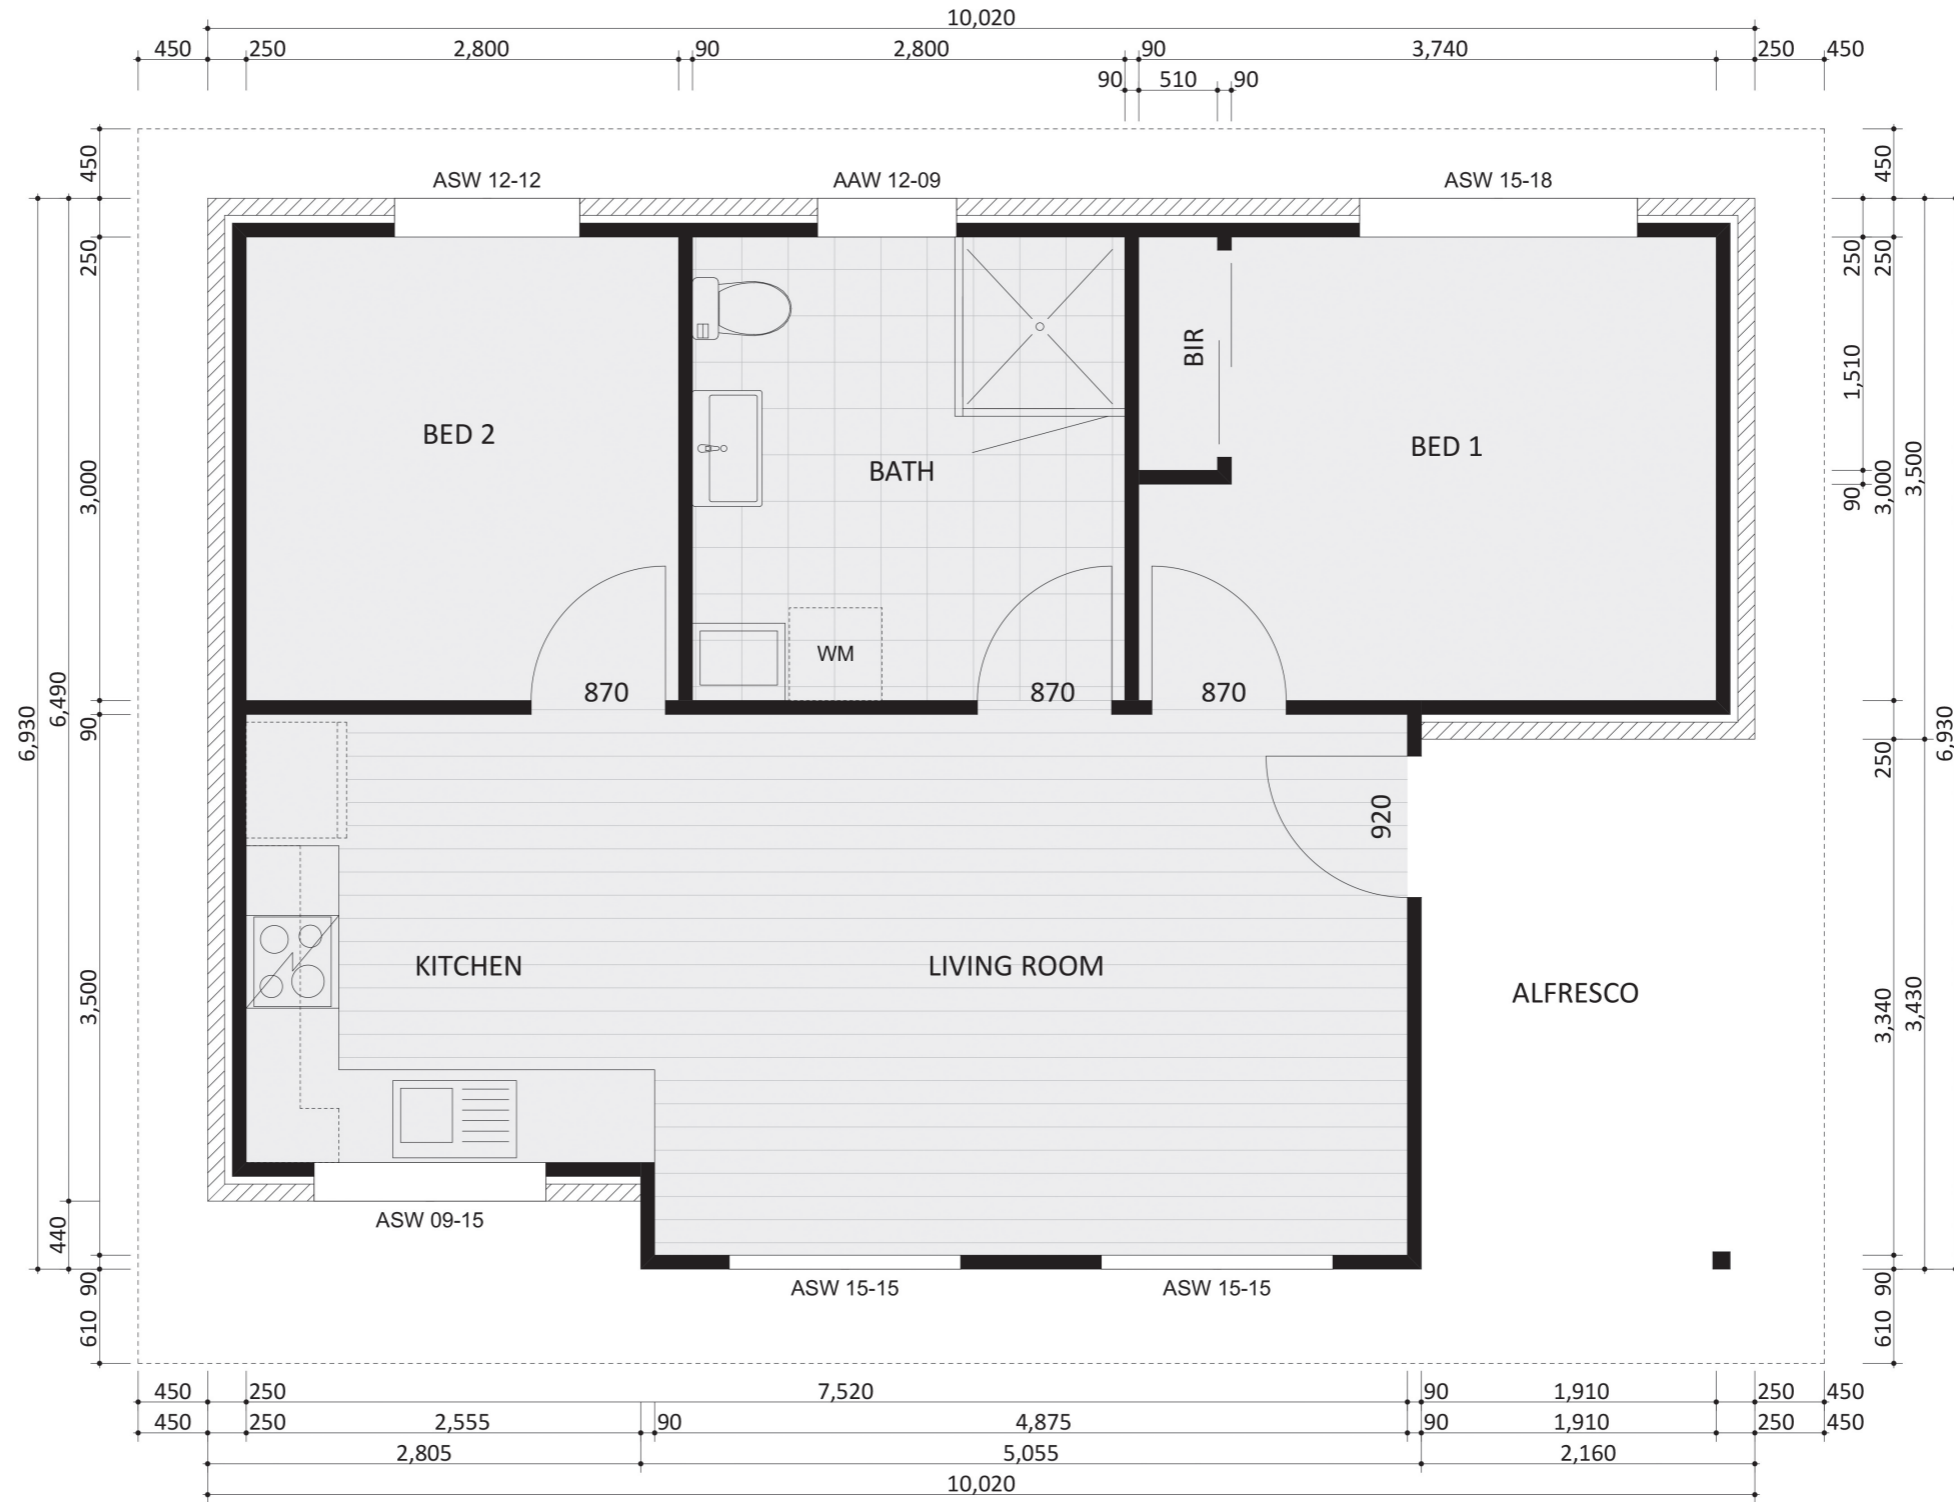 10,020
450 250 2,800 90 2,800 90 3,740 250 450
90 510 90
ASW 12-12
AAW 12-09
ASW 15-18
450
250
3,000
90
3,500
90
610
6,490
440
6,930
450
250
3,000
250
3,340
90
610
250
1,510
90
3,500
3,430
6,930
BED 2
BATH
BIR
BED 1
WM
870
870
870
920
KITCHEN
LIVING ROOM
ALFRESCO
ASW 09-15
ASW 15-15
ASW 15-15
450 250 7,520 90 1,910 250 450
450 250 2,555 90 4,875 90 1,910 250 450
2,805 5,055 2,160
10,020